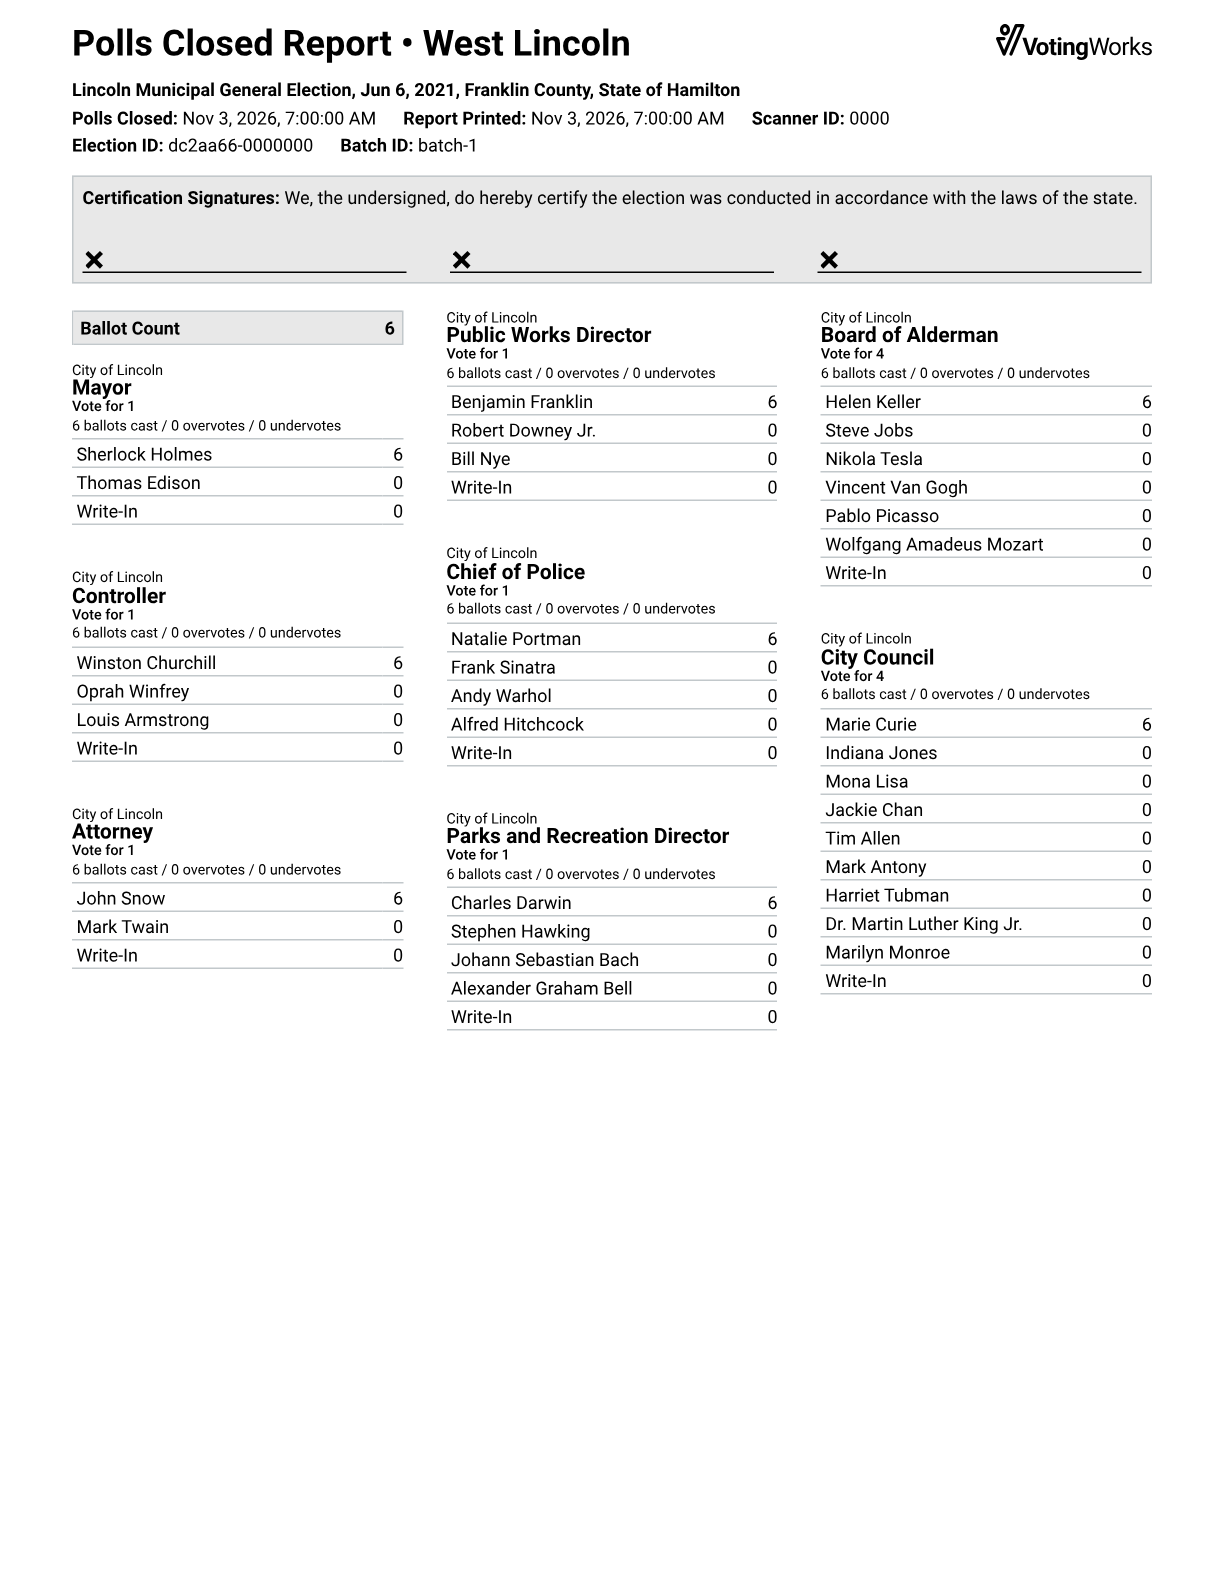 Polls Closed Report • West Lincoln
VotingWorks
Lincoln Municipal General Election, Jun 6, 2021, Franklin County, State of Hamilton
Polls Closed: Nov 3, 2026, 7:00:00 AM Report Printed: Nov 3, 2026, 7:00:00 AM Scanner ID: 0000
Election ID: dc2aa66-0000000 Batch ID: batch-1
Certification Signatures: We, the undersigned, do hereby certify the election was conducted in accordance with the laws of the state.
Ballot Count 6
City of Lincoln
Mayor
Vote for 1
6 ballots cast / 0 overvotes / 0 undervotes
Sherlock Holmes 6
Thomas Edison 0
Write-In 0
City of Lincoln
Controller
Vote for 1
6 ballots cast / 0 overvotes / 0 undervotes
Winston Churchill 6
Oprah Winfrey 0
Louis Armstrong 0
Write-In 0
City of Lincoln
Attorney
Vote for 1
6 ballots cast / 0 overvotes / 0 undervotes
John Snow 6
Mark Twain 0
Write-In 0
City of Lincoln
Public Works Director
Vote for 1
6 ballots cast / 0 overvotes / 0 undervotes
Benjamin Franklin 6
Robert Downey Jr. 0
Bill Nye 0
Write-In 0
City of Lincoln
Chief of Police
Vote for 1
6 ballots cast / 0 overvotes / 0 undervotes
Natalie Portman 6
Frank Sinatra 0
Andy Warhol 0
Alfred Hitchcock 0
Write-In 0
City of Lincoln
Parks and Recreation Director
Vote for 1
6 ballots cast / 0 overvotes / 0 undervotes
Charles Darwin 6
Stephen Hawking 0
Johann Sebastian Bach 0
Alexander Graham Bell 0
Write-In 0
City of Lincoln
Board of Alderman
Vote for 4
6 ballots cast / 0 overvotes / 0 undervotes
Helen Keller 6
Steve Jobs 0
Nikola Tesla 0
Vincent Van Gogh 0
Pablo Picasso 0
Wolfgang Amadeus Mozart 0
Write-In 0
City of Lincoln
City Council
Vote for 4
6 ballots cast / 0 overvotes / 0 undervotes
Marie Curie 6
Indiana Jones 0
Mona Lisa 0
Jackie Chan 0
Tim Allen 0
Mark Antony 0
Harriet Tubman 0
Dr. Martin Luther King Jr. 0
Marilyn Monroe 0
Write-In 0